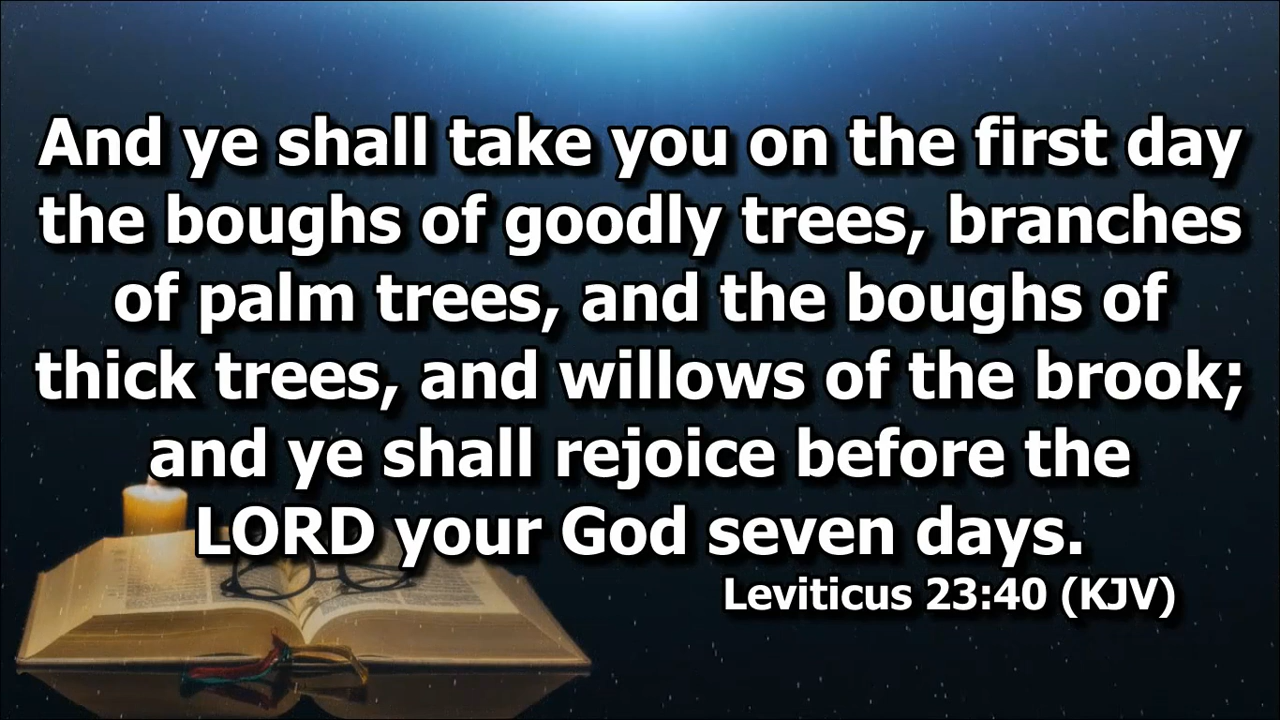 And ye shall take you on the first day
the boughs of goodly trees, branches
of palm trees, and the boughs of
thick trees, and willows of the brook;
and ye shall rejoice before the
LORD your God seven days.
Leviticus 23:40 (KJV)